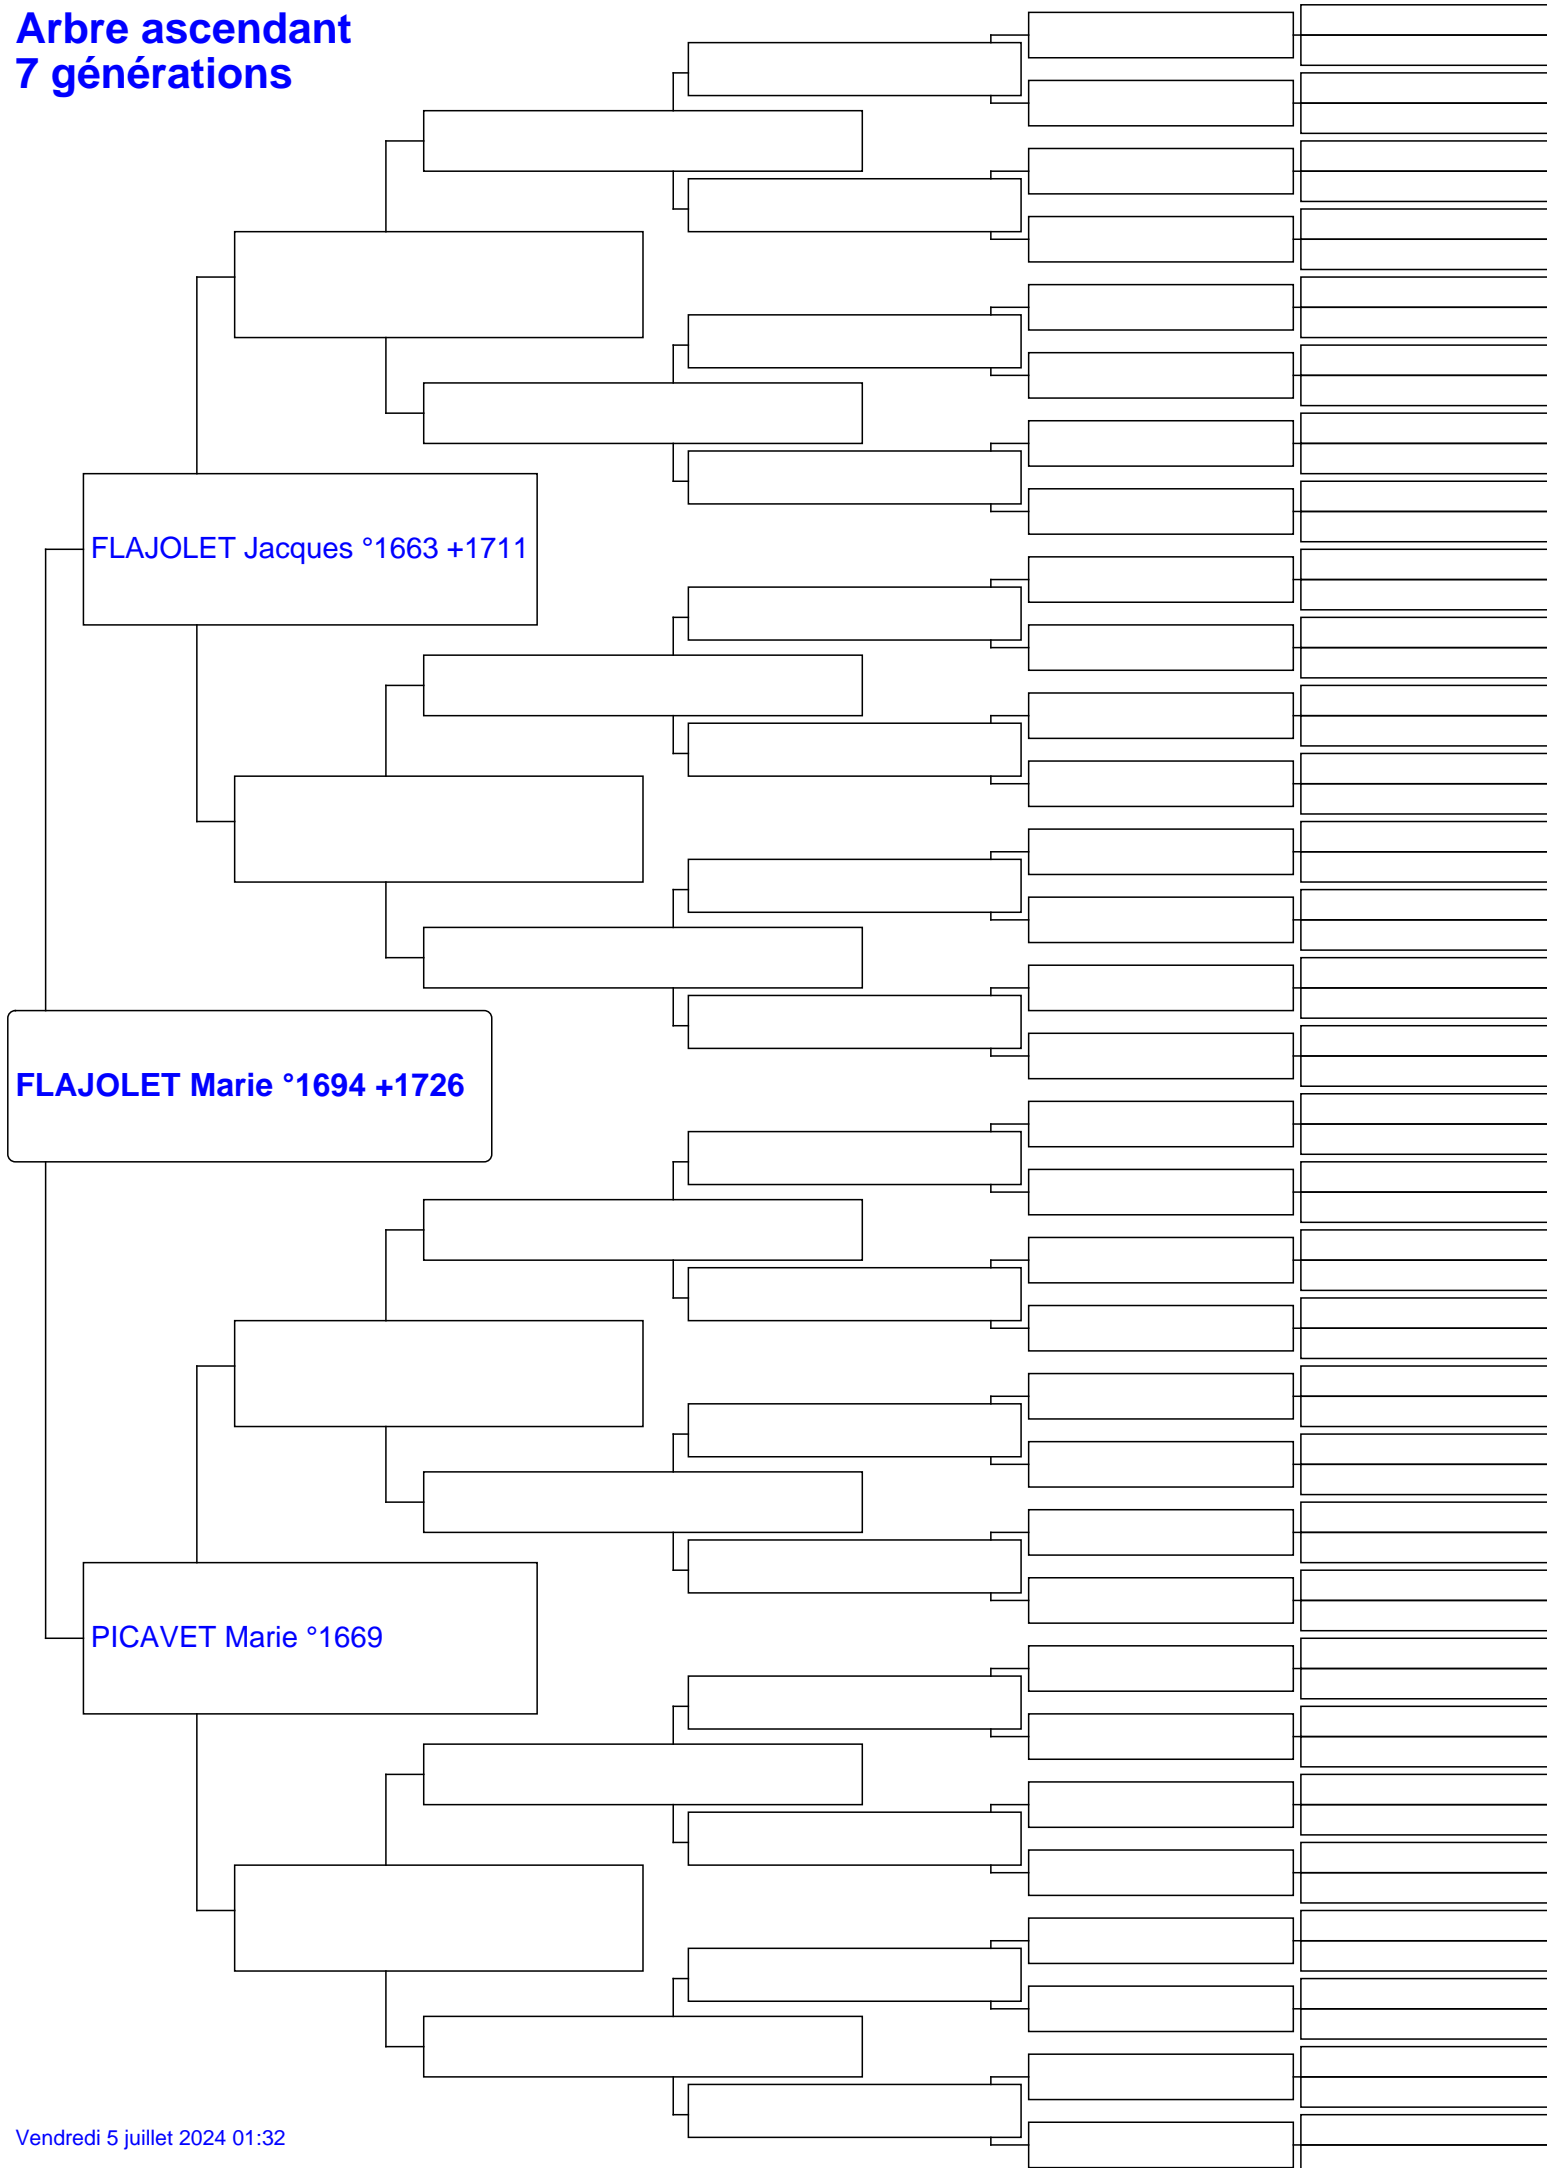 Arbre ascendant
7 générations
FLAJOLET Jacques °1663 +1711
FLAJOLET Marie °1694 +1726
PICAVET Marie °1669
Vendredi 5 juillet 2024 01:32